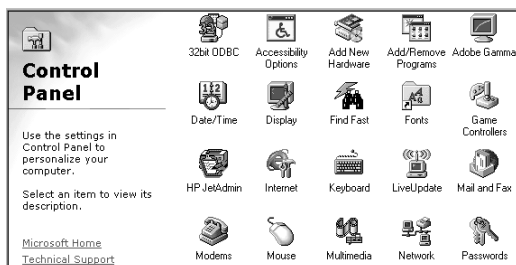 Control
Panel
Use the settings in
Control Panel to
personalize your
computer.
Select an item to view its
description.
Microsoft Home
Technical Support
32bit ODBC
Accessibility
Options
Add New
Hardware
Add/Remove
Programs
Adobe Gamma
Date/Time
Display
Find Fast
Fonts
Game
Controllers
HP JetAdmin
Internet
Keyboard
LiveUpdate
Mail and Fax
Modems
Mouse
Multimedia
Network
Passwords